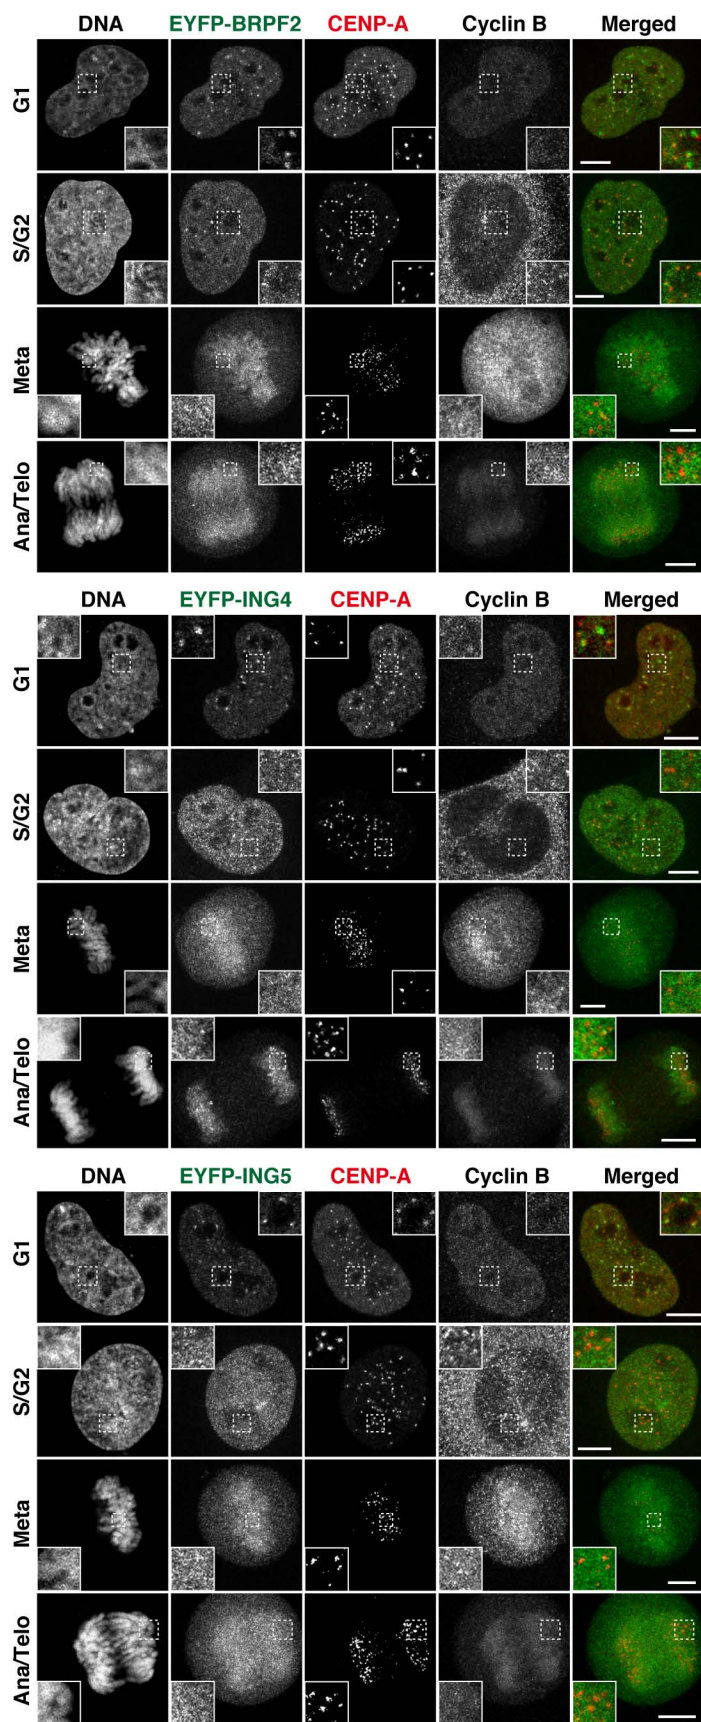 DNA EYFP-BRPF2 CENP-A Cyclin B Merged
G1
S/G2
Meta
Ana/Telo
DNA EYFP-ING4 CENP-A Cyclin B Merged
G1
S/G2
Meta
Ana/Telo
DNA EYFP-ING5 CENP-A Cyclin B Merged
G1
S/G2
Meta
Ana/Telo